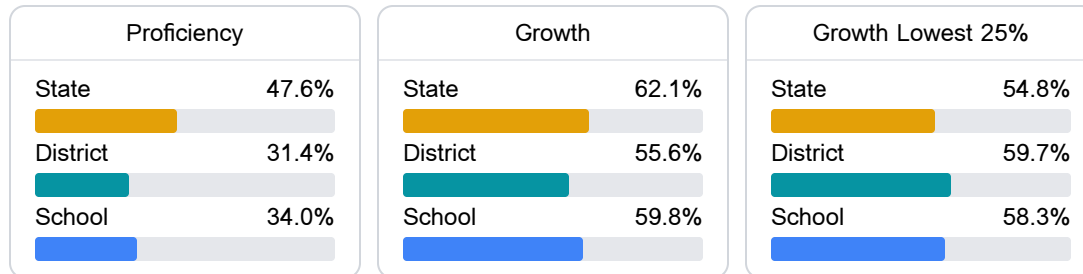 Proficiency
State 47.6%
District 31.4%
School 34.0%
Growth
State 62.1%
District 55.6%
School 59.8%
Growth Lowest 25%
State 54.8%
District 59.7%
School 58.3%